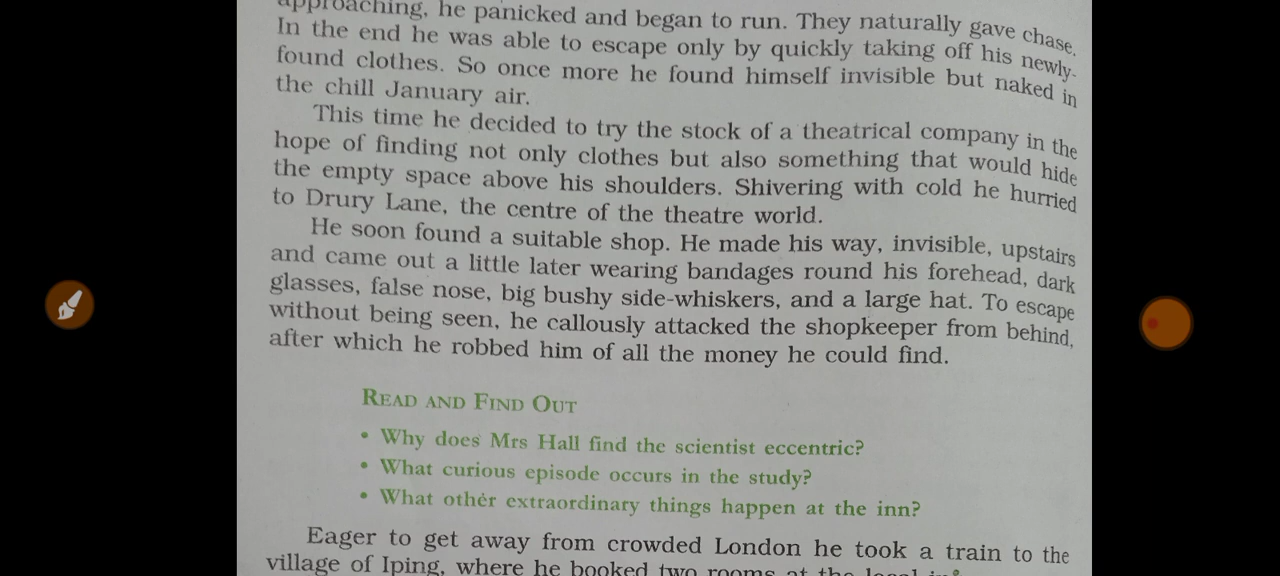 approaching, he panicked and began to run. They naturally gave chase.
In the end he was able to escape only by quickly taking off his newly-
found clothes. So once more he found himself invisible but naked in
the chill January air.
This time he decided to try the stock of a theatrical company in the
hope of finding not only clothes but also something that would hide
the empty space above his shoulders. Shivering with cold he hurried
to Drury Lane, the centre of the theatre world.
He soon found a suitable shop. He made his way, invisible, upstairs
and came out a little later wearing bandages round his forehead, dark
glasses, false nose, big bushy side-whiskers, and a large hat. To escape
without being seen, he callously attacked the shopkeeper from behind,
after which he robbed him of all the money he could find.
READ AND FIND OUT
• Why does Mrs Hall find the scientist eccentric?
• What curious episode occurs in the study?
• What other extraordinary things happen at the inn?
Eager to get away from crowded London he took a train to the
village of Iping, where he booked two rooms at the local